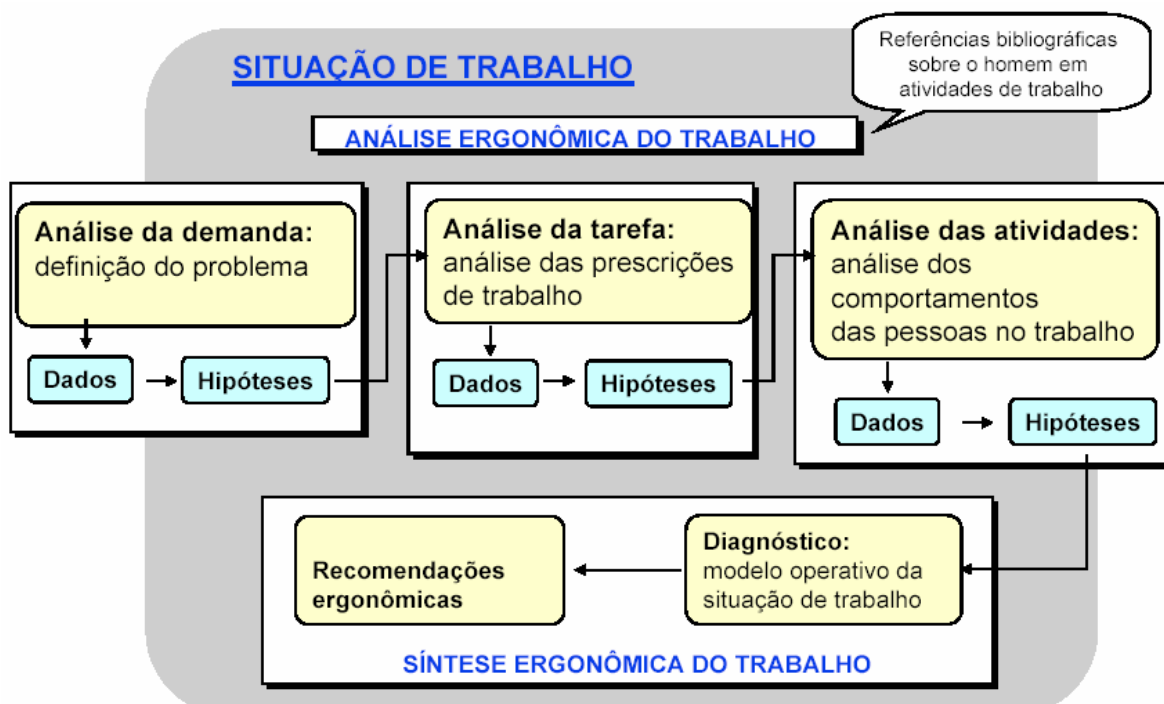 SITUAÇÃO DE TRABALHO
Referências bibliográficas
sobre o homem em
atividades de trabalho
ANÁLISE ERGONÔMICA DO TRABALHO
Análise da demanda:
definição do problema
Dados
Hipóteses
Análise da tarefa:
análise das prescrições
de trabalho
Dados
Hipóteses
Análise das atividades:
análise dos
comportamentos
das pessoas no trabalho
Dados
Hipóteses
Diagnóstico:
modelo operativo da
situação de trabalho
Recomendações
ergonômicas
SÍNTESE ERGONÔMICA DO TRABALHO